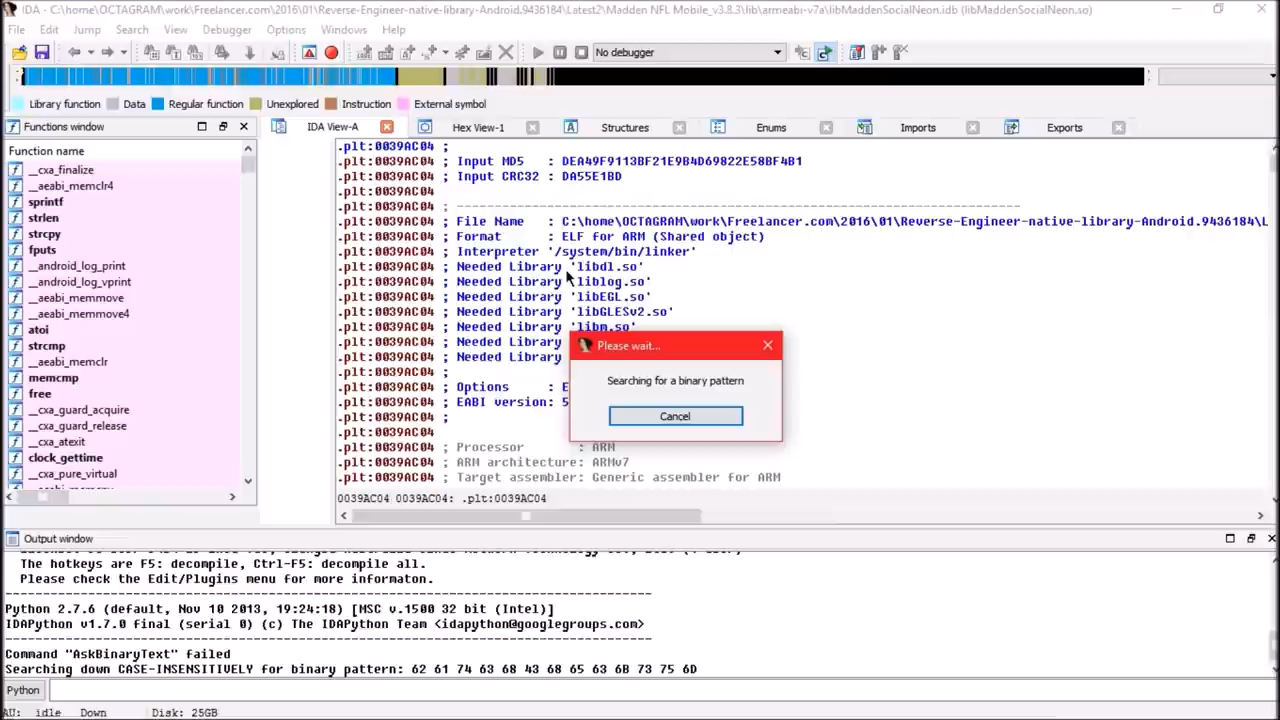 IDA - C:\home\OCTAGRAM\work\Freelancer.com\2016\01\Reverse-Engineer-native-library-Android.9436184\Latest2\Madden NFL Mobile_v3.8.3\lib\armeabi-v7a\libMaddenSocialNeon.idb (libMaddenSocialNeon.so)
File Edit Jump Search View Debugger Options Windows Help
No debugger
Library function Data Regular function Unexplored Instruction External symbol
Functions window
IDA View-A Hex View-1 Structures Enums Imports Exports
Function name
__cxa_finalize
__aeabi_memclr4
sprintf
strlen
strcpy
fputs
__android_log_print
__android_log_vprint
__aeabi_memmove
__aeabi_memmove4
atoi
strcmp
__aeabi_memclr
memcmp
free
__cxa_guard_acquire
__cxa_guard_release
__cxa_atexit
clock_gettime
__cxa_pure_virtual
.plt:0039AC04 ;
.plt:0039AC04 ; Input MD5 : DEA49F9113BF21E9B4D69822E58BF4B1
.plt:0039AC04 ; Input CRC32 : DA55E1BD
.plt:0039AC04
.plt:0039AC04 ; ---------------------------------------------------------------------------
.plt:0039AC04 ; File Name : C:\home\OCTAGRAM\work\Freelancer.com\2016\01\Reverse-Engineer-native-library-Android.9436184\L
.plt:0039AC04 ; Format : ELF for ARM (Shared object)
.plt:0039AC04 ; Interpreter '/system/bin/linker'
.plt:0039AC04 ; Needed Library 'libdl.so'
.plt:0039AC04 ; Needed Library 'liblog.so'
.plt:0039AC04 ; Needed Library 'libEGL.so'
.plt:0039AC04 ; Needed Library 'libGLESv2.so'
.plt:0039AC04 ; Needed Library 'libm.so'
.plt:0039AC04 ; Needed Library
.plt:0039AC04 ; Needed Library
.plt:0039AC04 ;
.plt:0039AC04 ; Options : E
.plt:0039AC04 ; EABI version: 5
.plt:0039AC04 ;
.plt:0039AC04 ; Processor : ARM
.plt:0039AC04 ; ARM architecture: ARMv7
.plt:0039AC04 ; Target assembler: Generic assembler for ARM
0039AC04 0039AC04: .plt:0039AC04
Please wait...
Searching for a binary pattern
Cancel
Output window
The hotkeys are F5: decompile, Ctrl-F5: decompile all.
Please check the Edit/Plugins menu for more informaton.
---------------------------------------------------------------------------------
Python 2.7.6 (default, Nov 10 2013, 19:24:18) [MSC v.1500 32 bit (Intel)]
IDAPython v1.7.0 final (serial 0) (c) The IDAPython Team <idapython@googlegroups.com>
---------------------------------------------------------------------------------
Command "AskBinaryText" failed
Searching down CASE-INSENSITIVELY for binary pattern: 62 61 74 63 68 43 68 65 63 6B 73 75 6D
Python
AU: idle Down Disk: 25GB